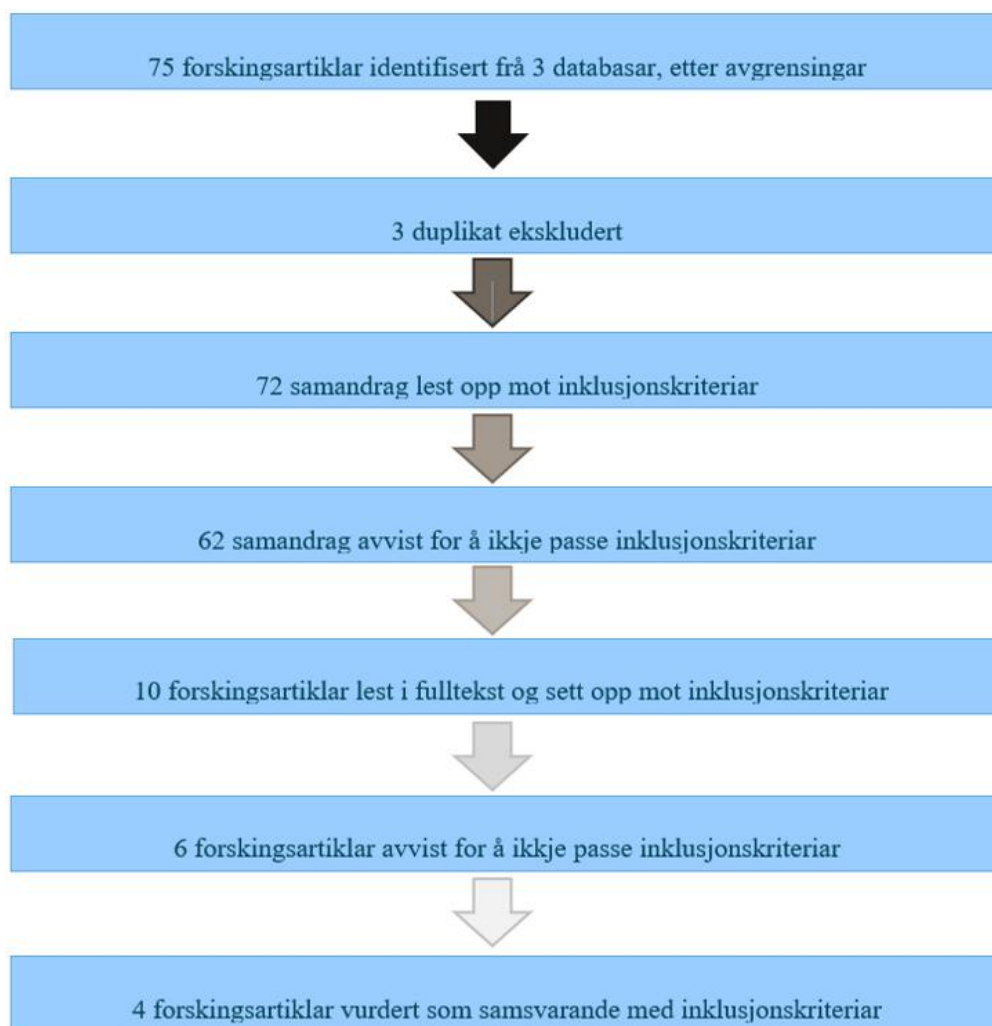 75 forskingsartiklar identifisert frå 3 databasar, etter avgrensingar
3 duplikat ekskludert
72 samandrag lest opp mot inklusjonskriteriar
62 samandrag avvist for å ikkje passe inklusjonskriteriar
10 forskingsartiklar lest i fulltekst og sett opp mot inklusjonskriteriar
6 forskingsartiklar avvist for å ikkje passe inklusjonskriteriar
4 forskingsartiklar vurdert som samsvarande med inklusjonskriteriar